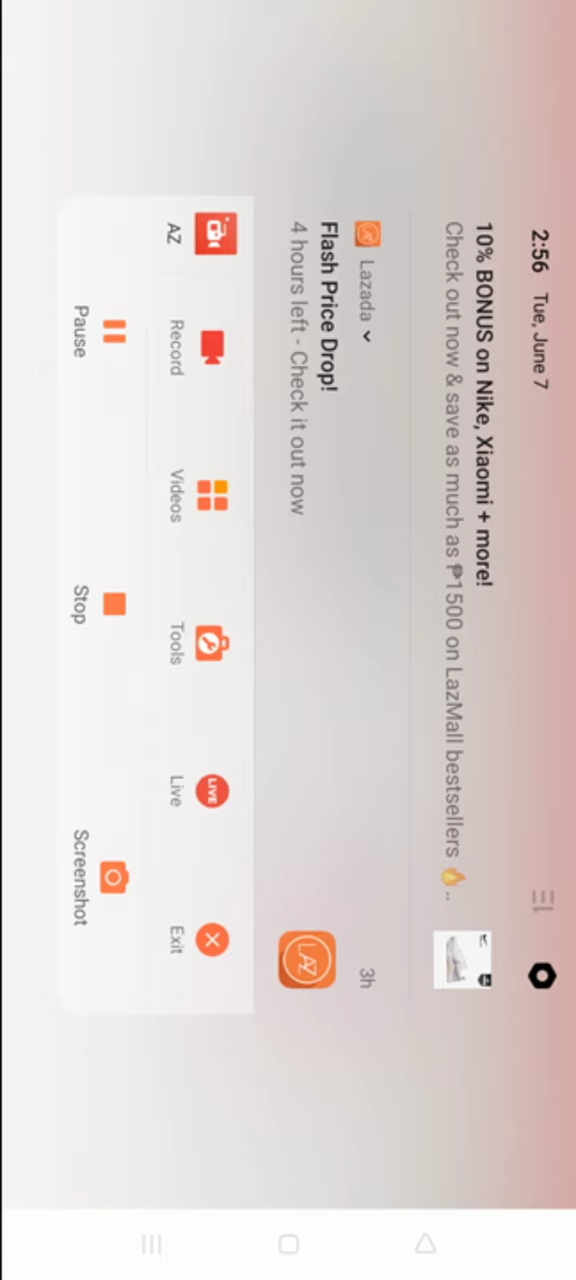 2:56 Tue, June 7
10% BONUS on Nike, Xiaomi + more!
Check out now & save as much as ₱1500 on LazMall bestsellers 🔥..
Lazada 3h
Flash Price Drop!
4 hours left - Check it out now
LAZ
LIVE
AZ Record Videos Tools Live Exit
Pause Stop Screenshot